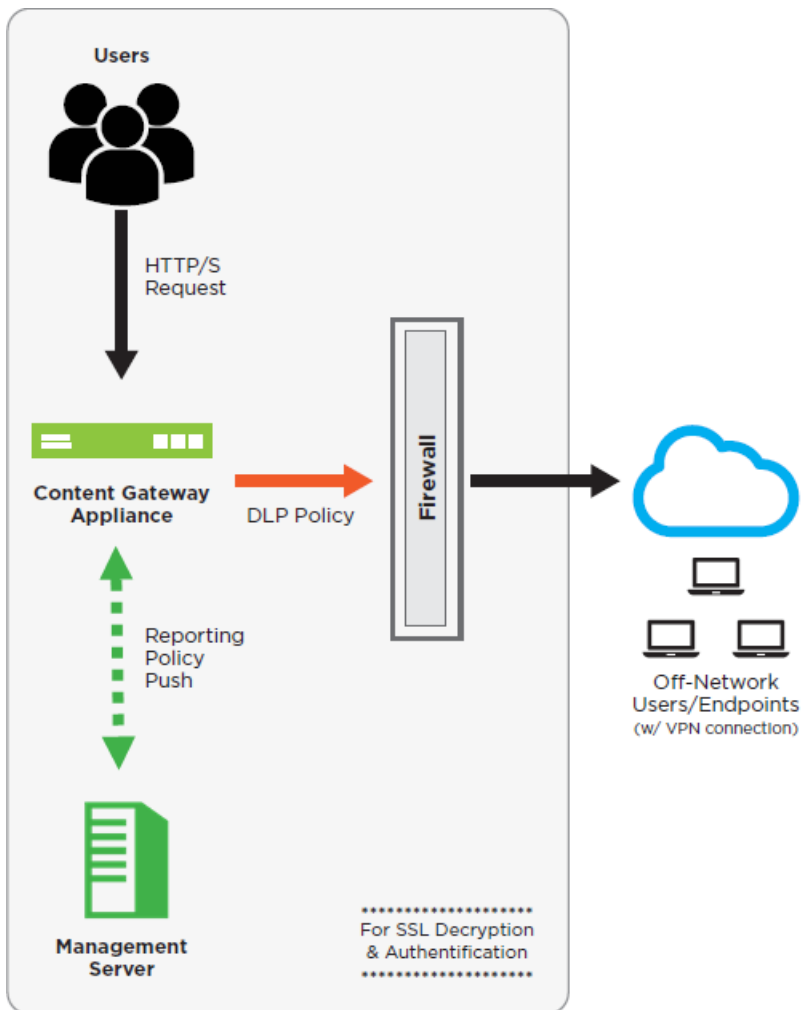 Users
HTTP/S
Request
Content Gateway
Appliance
DLP Policy
Firewall
Reporting
Policy
Push
Off-Network
Users/Endpoints
(w/ VPN connection)
Management
Server
********************
For SSL Decryption
& Authentification
********************